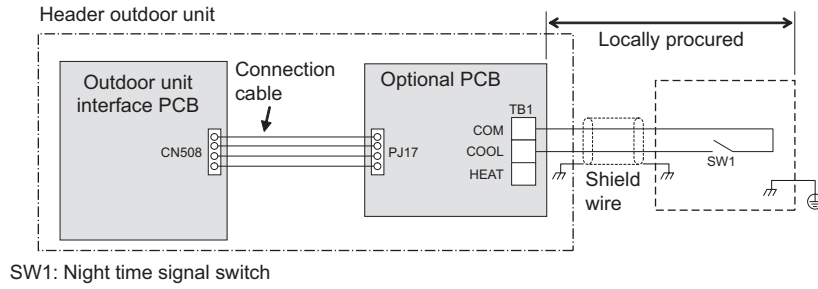 Header outdoor unit
Locally procured
Outdoor unit
interface PCB
Connection
cable
Optional PCB
TB1
COM
COOL
HEAT
CN508
PJ17
SW1
Shield
wire
SW1: Night time signal switch